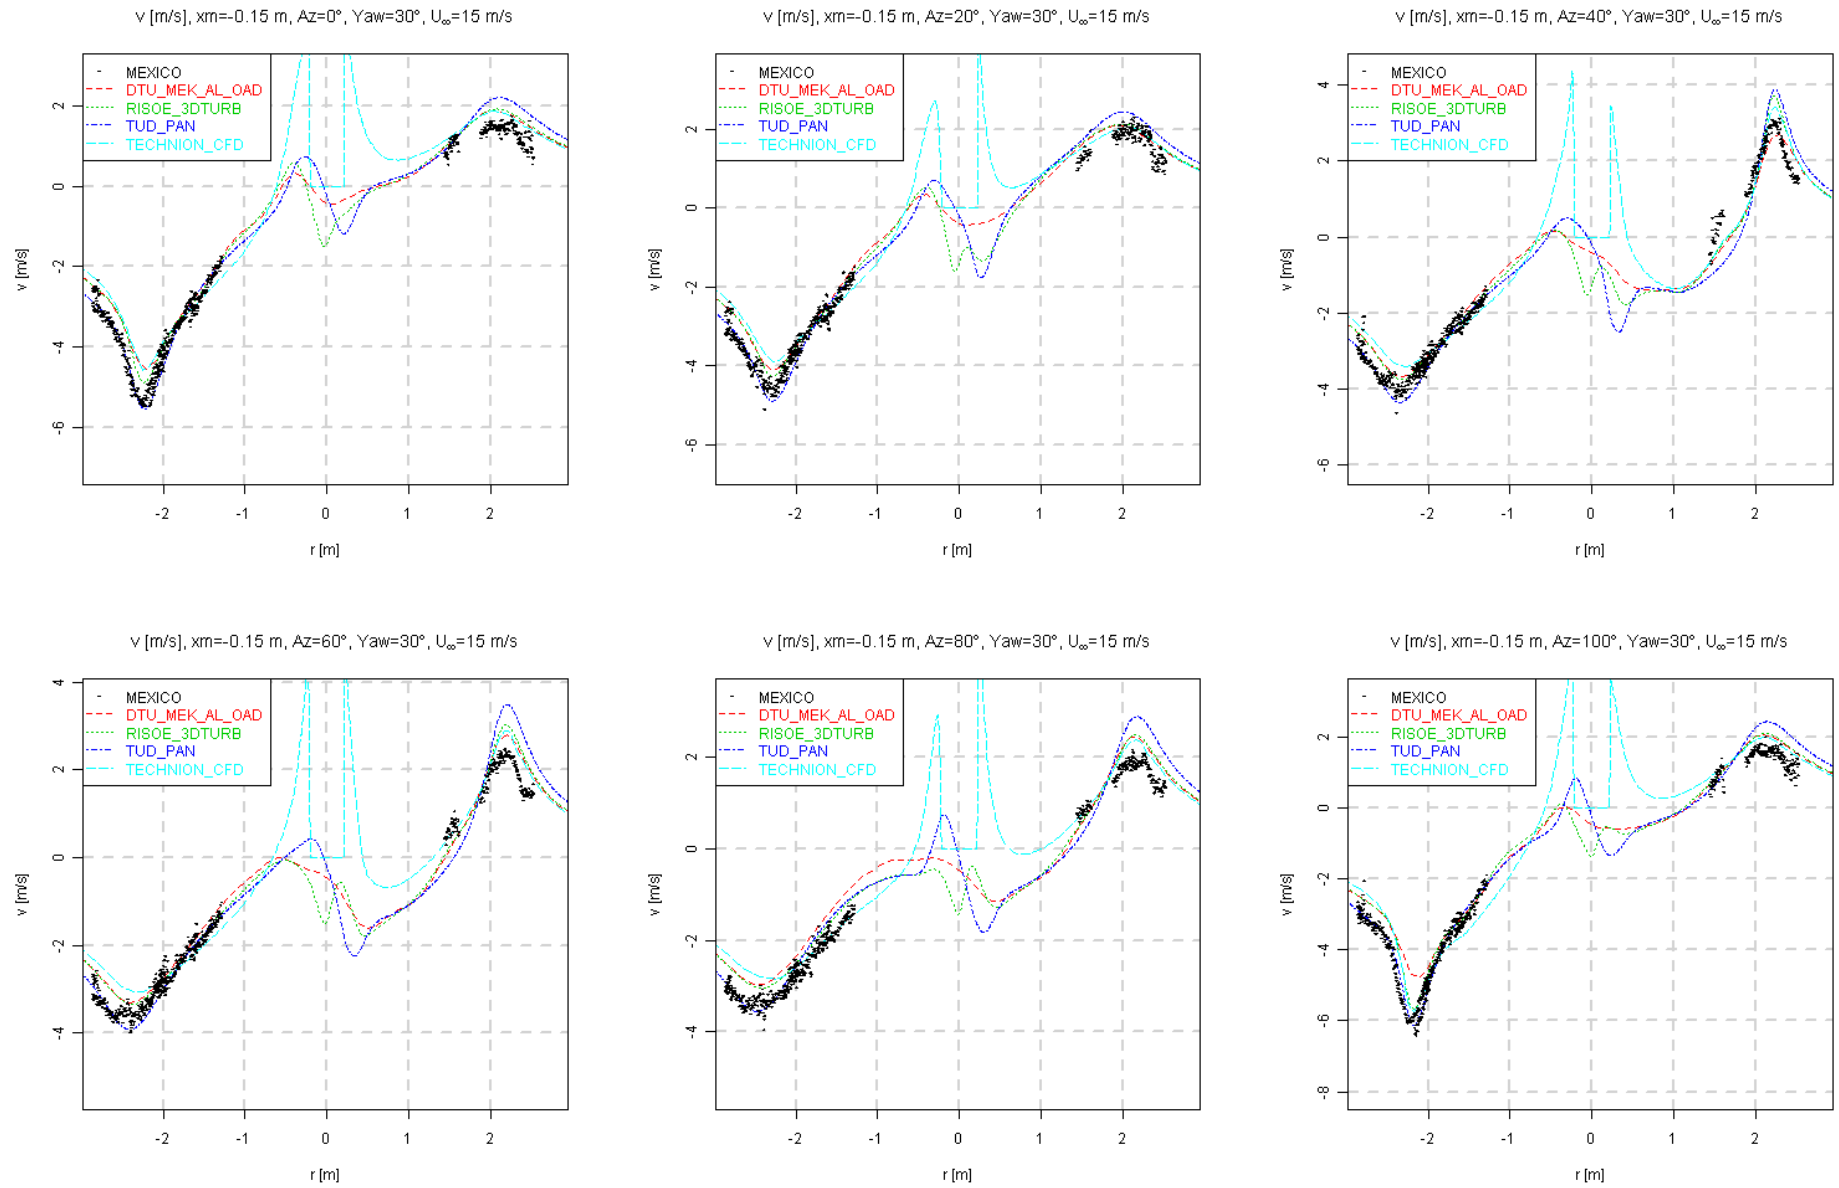 v [m/s], xm=-0.15 m, Az=0°, Yaw=30°, U∞=15 m/s
MEXICO
DTU_MEK_AL_OAD
RISOE_3DTURB
TUD_PAN
TECHNION_CFD
2
0
-2
-4
-6
v [m/s]
-2 -1 0 1 2
r [m]
v [m/s], xm=-0.15 m, Az=20°, Yaw=30°, U∞=15 m/s
MEXICO
DTU_MEK_AL_OAD
RISOE_3DTURB
TUD_PAN
TECHNION_CFD
2
0
-2
-4
-6
v [m/s]
-2 -1 0 1 2
r [m]
v [m/s], xm=-0.15 m, Az=40°, Yaw=30°, U∞=15 m/s
MEXICO
DTU_MEK_AL_OAD
RISOE_3DTURB
TUD_PAN
TECHNION_CFD
4
2
0
-2
-4
-6
v [m/s]
-2 -1 0 1 2
r [m]
v [m/s], xm=-0.15 m, Az=60°, Yaw=30°, U∞=15 m/s
MEXICO
DTU_MEK_AL_OAD
RISOE_3DTURB
TUD_PAN
TECHNION_CFD
4
2
0
-2
-4
v [m/s]
-2 -1 0 1 2
r [m]
v [m/s], xm=-0.15 m, Az=80°, Yaw=30°, U∞=15 m/s
MEXICO
DTU_MEK_AL_OAD
RISOE_3DTURB
TUD_PAN
TECHNION_CFD
2
0
-2
-4
v [m/s]
-2 -1 0 1 2
r [m]
v [m/s], xm=-0.15 m, Az=100°, Yaw=30°, U∞=15 m/s
MEXICO
DTU_MEK_AL_OAD
RISOE_3DTURB
TUD_PAN
TECHNION_CFD
2
0
-2
-4
-6
-8
v [m/s]
-2 -1 0 1 2
r [m]